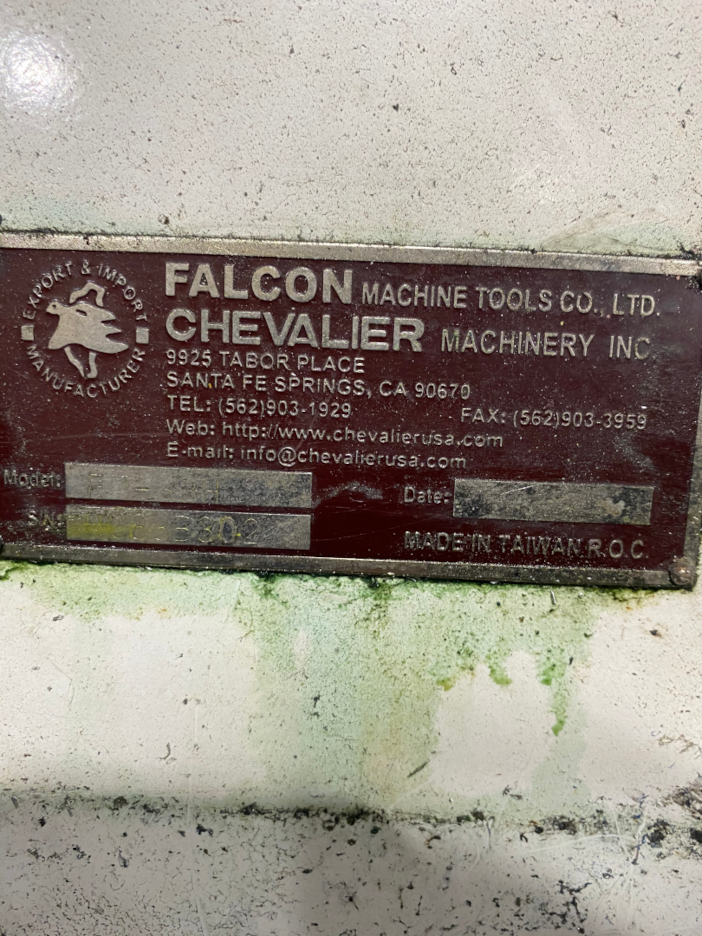 EXPORT & IMPORT
MANUFACTURER
FALCON MACHINE TOOLS CO., LTD.
CHEVALIER MACHINERY INC.
9925 TABOR PLACE
SANTA FE SPRINGS, CA 90670
TEL: (562)903-1929 FAX: (562)903-3959
Web: http://www.chevalierusa.com
E-mail: info@chevalierusa.com
Model:
Date:
S/N:
MADE IN TAIWAN R.O.C.